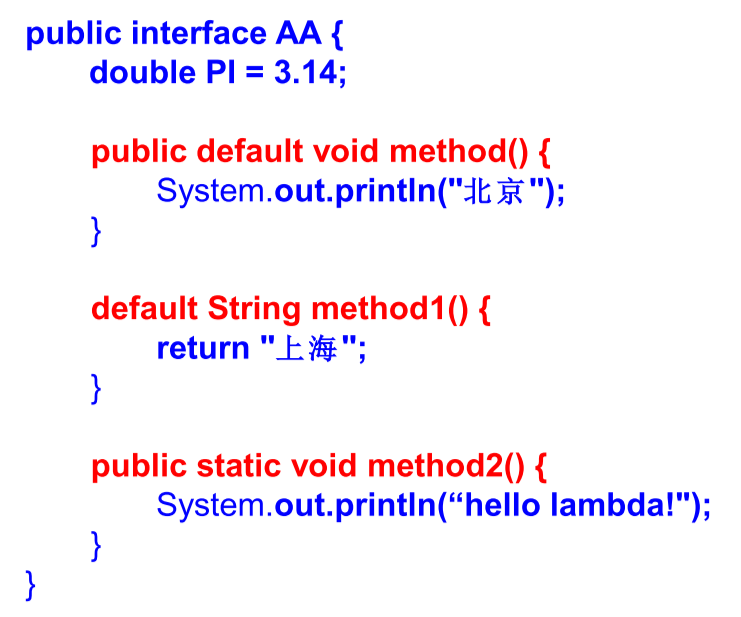 public interface AA {
double PI = 3.14;
public default void method() {
System.out.println("北京");
}
default String method1() {
return "上海";
}
public static void method2() {
System.out.println(“hello lambda!");
}
}